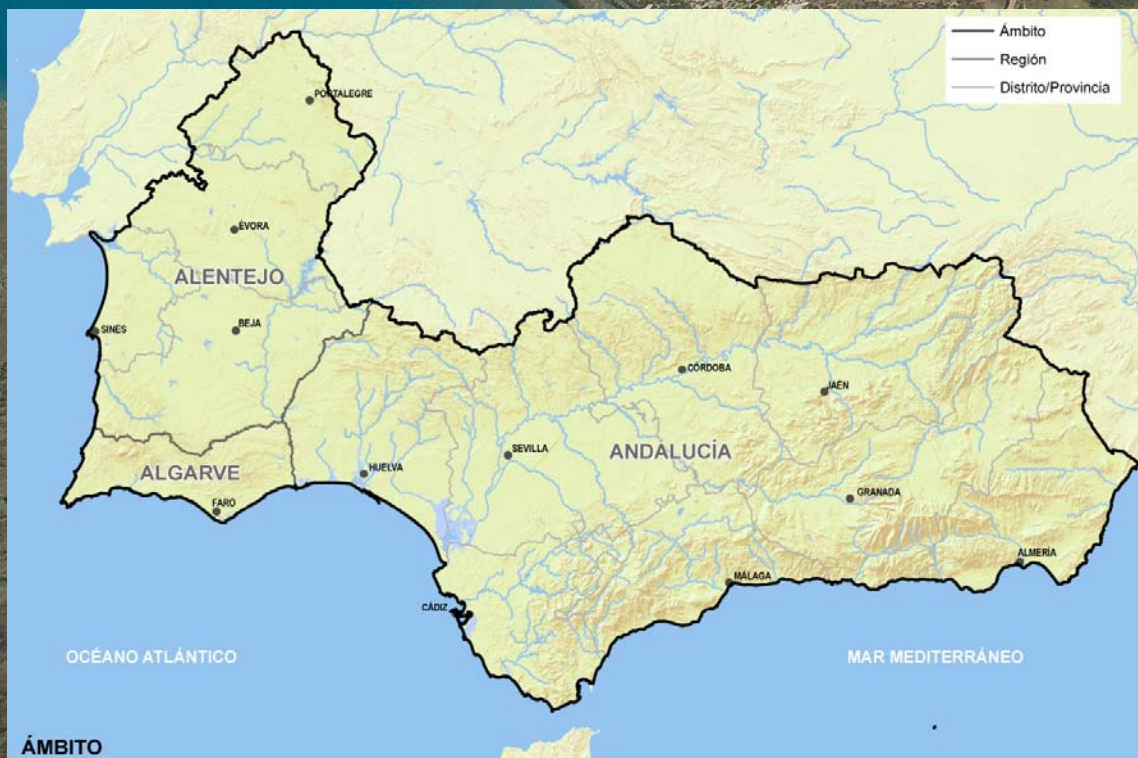 Ámbito
Región
Distrito/Provincia
PORTALEGRE
ÉVORA
ALENTEJO
SINES
BEJA
CÓRDOBA
JAÉN
ALGARVE
HUELVA
SEVILLA
ANDALUCÍA
FARO
GRANADA
ALMERÍA
MÁLAGA
CÁDIZ
OCÉANO ATLÁNTICO
MAR MEDITERRÁNEO
ÁMBITO